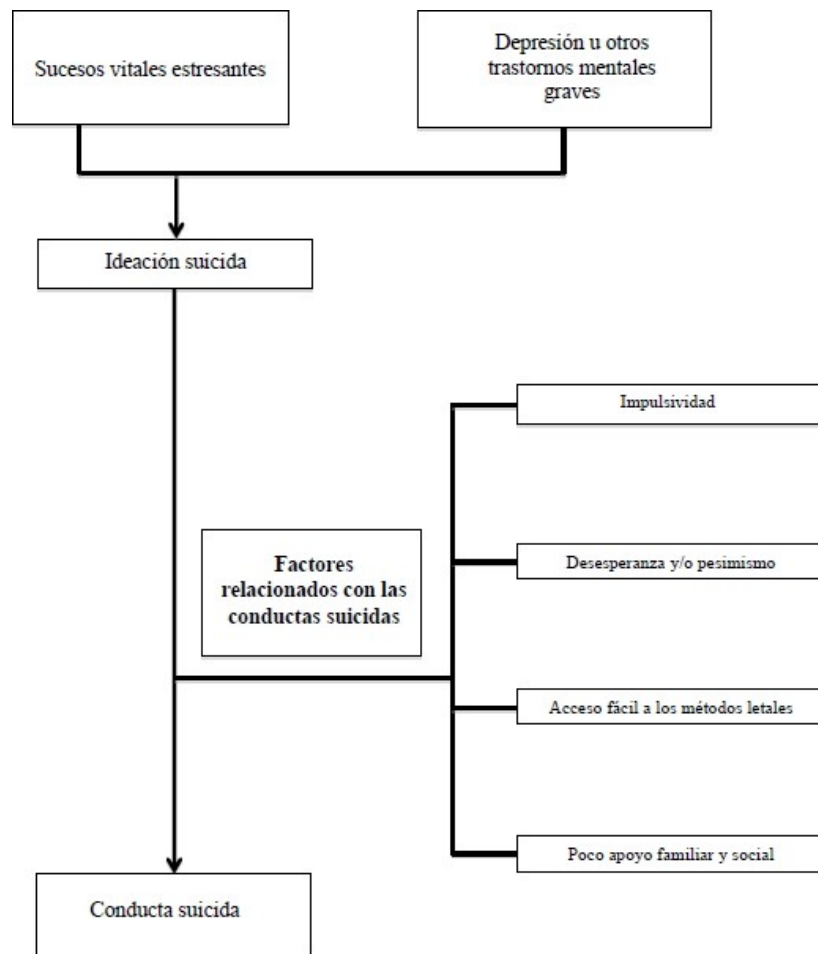 Sucesos vitales estresantes
Depresión u otros
trastornos mentales
graves
Ideación suicida
Impulsividad
Factores
relacionados con las
conductas suicidas
Desesperanza y/o pesimismo
Acceso fácil a los métodos letales
Poco apoyo familiar y social
Conducta suicida